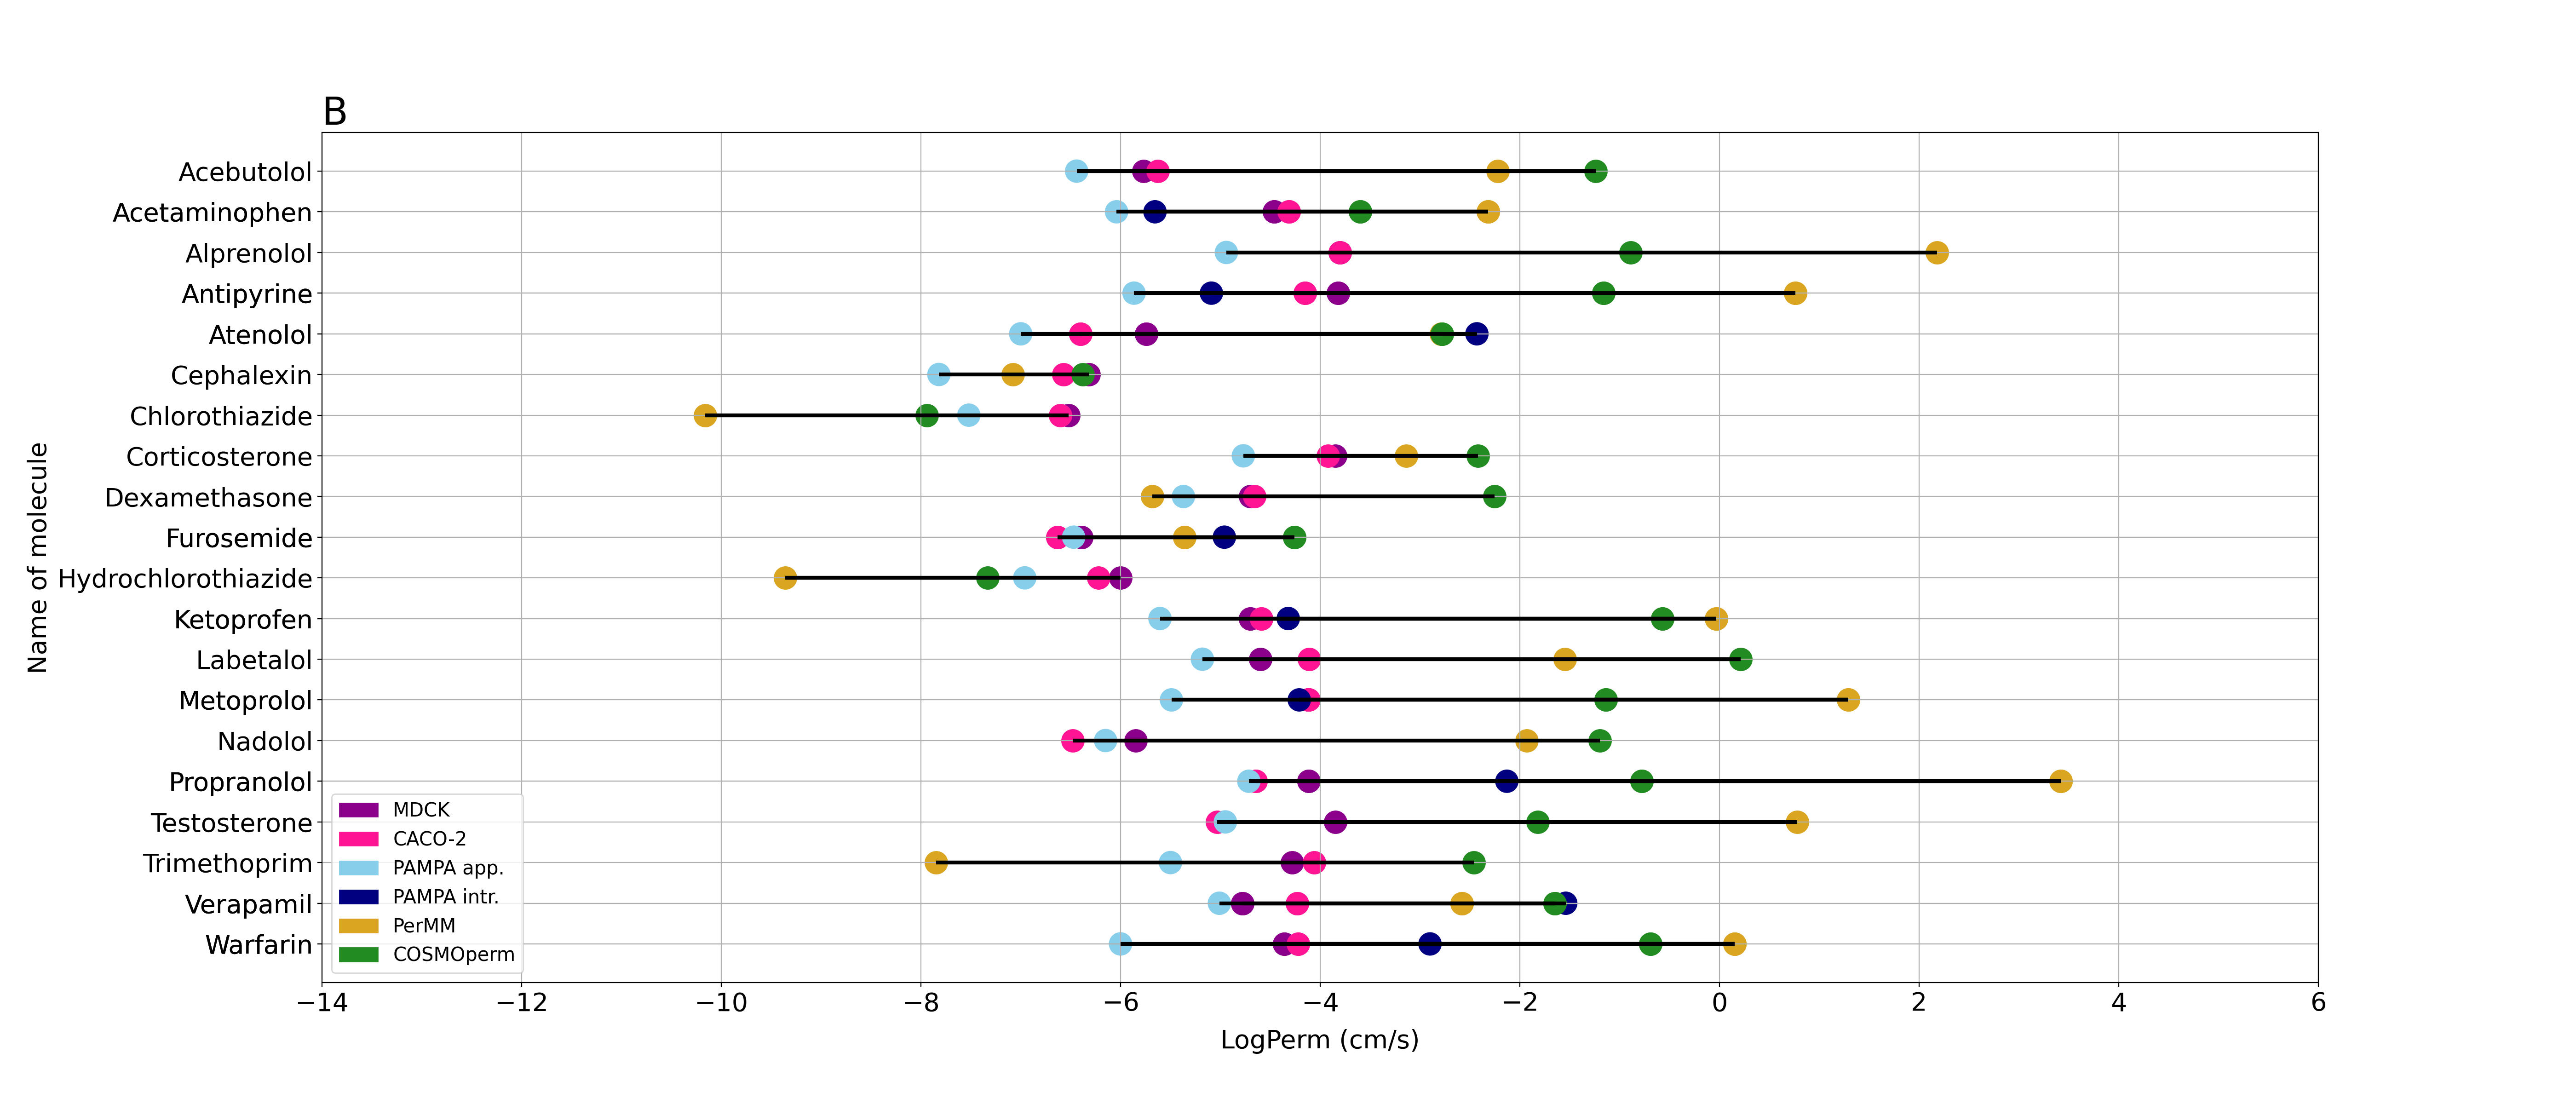 B
Acebutolol
Acetaminophen
Alprenolol
Antipyrine
Atenolol
Cephalexin
Chlorothiazide
Corticosterone
Dexamethasone
Furosemide
Hydrochlorothiazide
Ketoprofen
Labetalol
Metoprolol
Nadolol
Propranolol
Testosterone
Trimethoprim
Verapamil
Warfarin
Name of molecule
MDCK
CACO-2
PAMPA app.
PAMPA intr.
PerMM
COSMOperm
−14 −12 −10 −8 −6 −4 −2 0 2 4 6
LogPerm (cm/s)